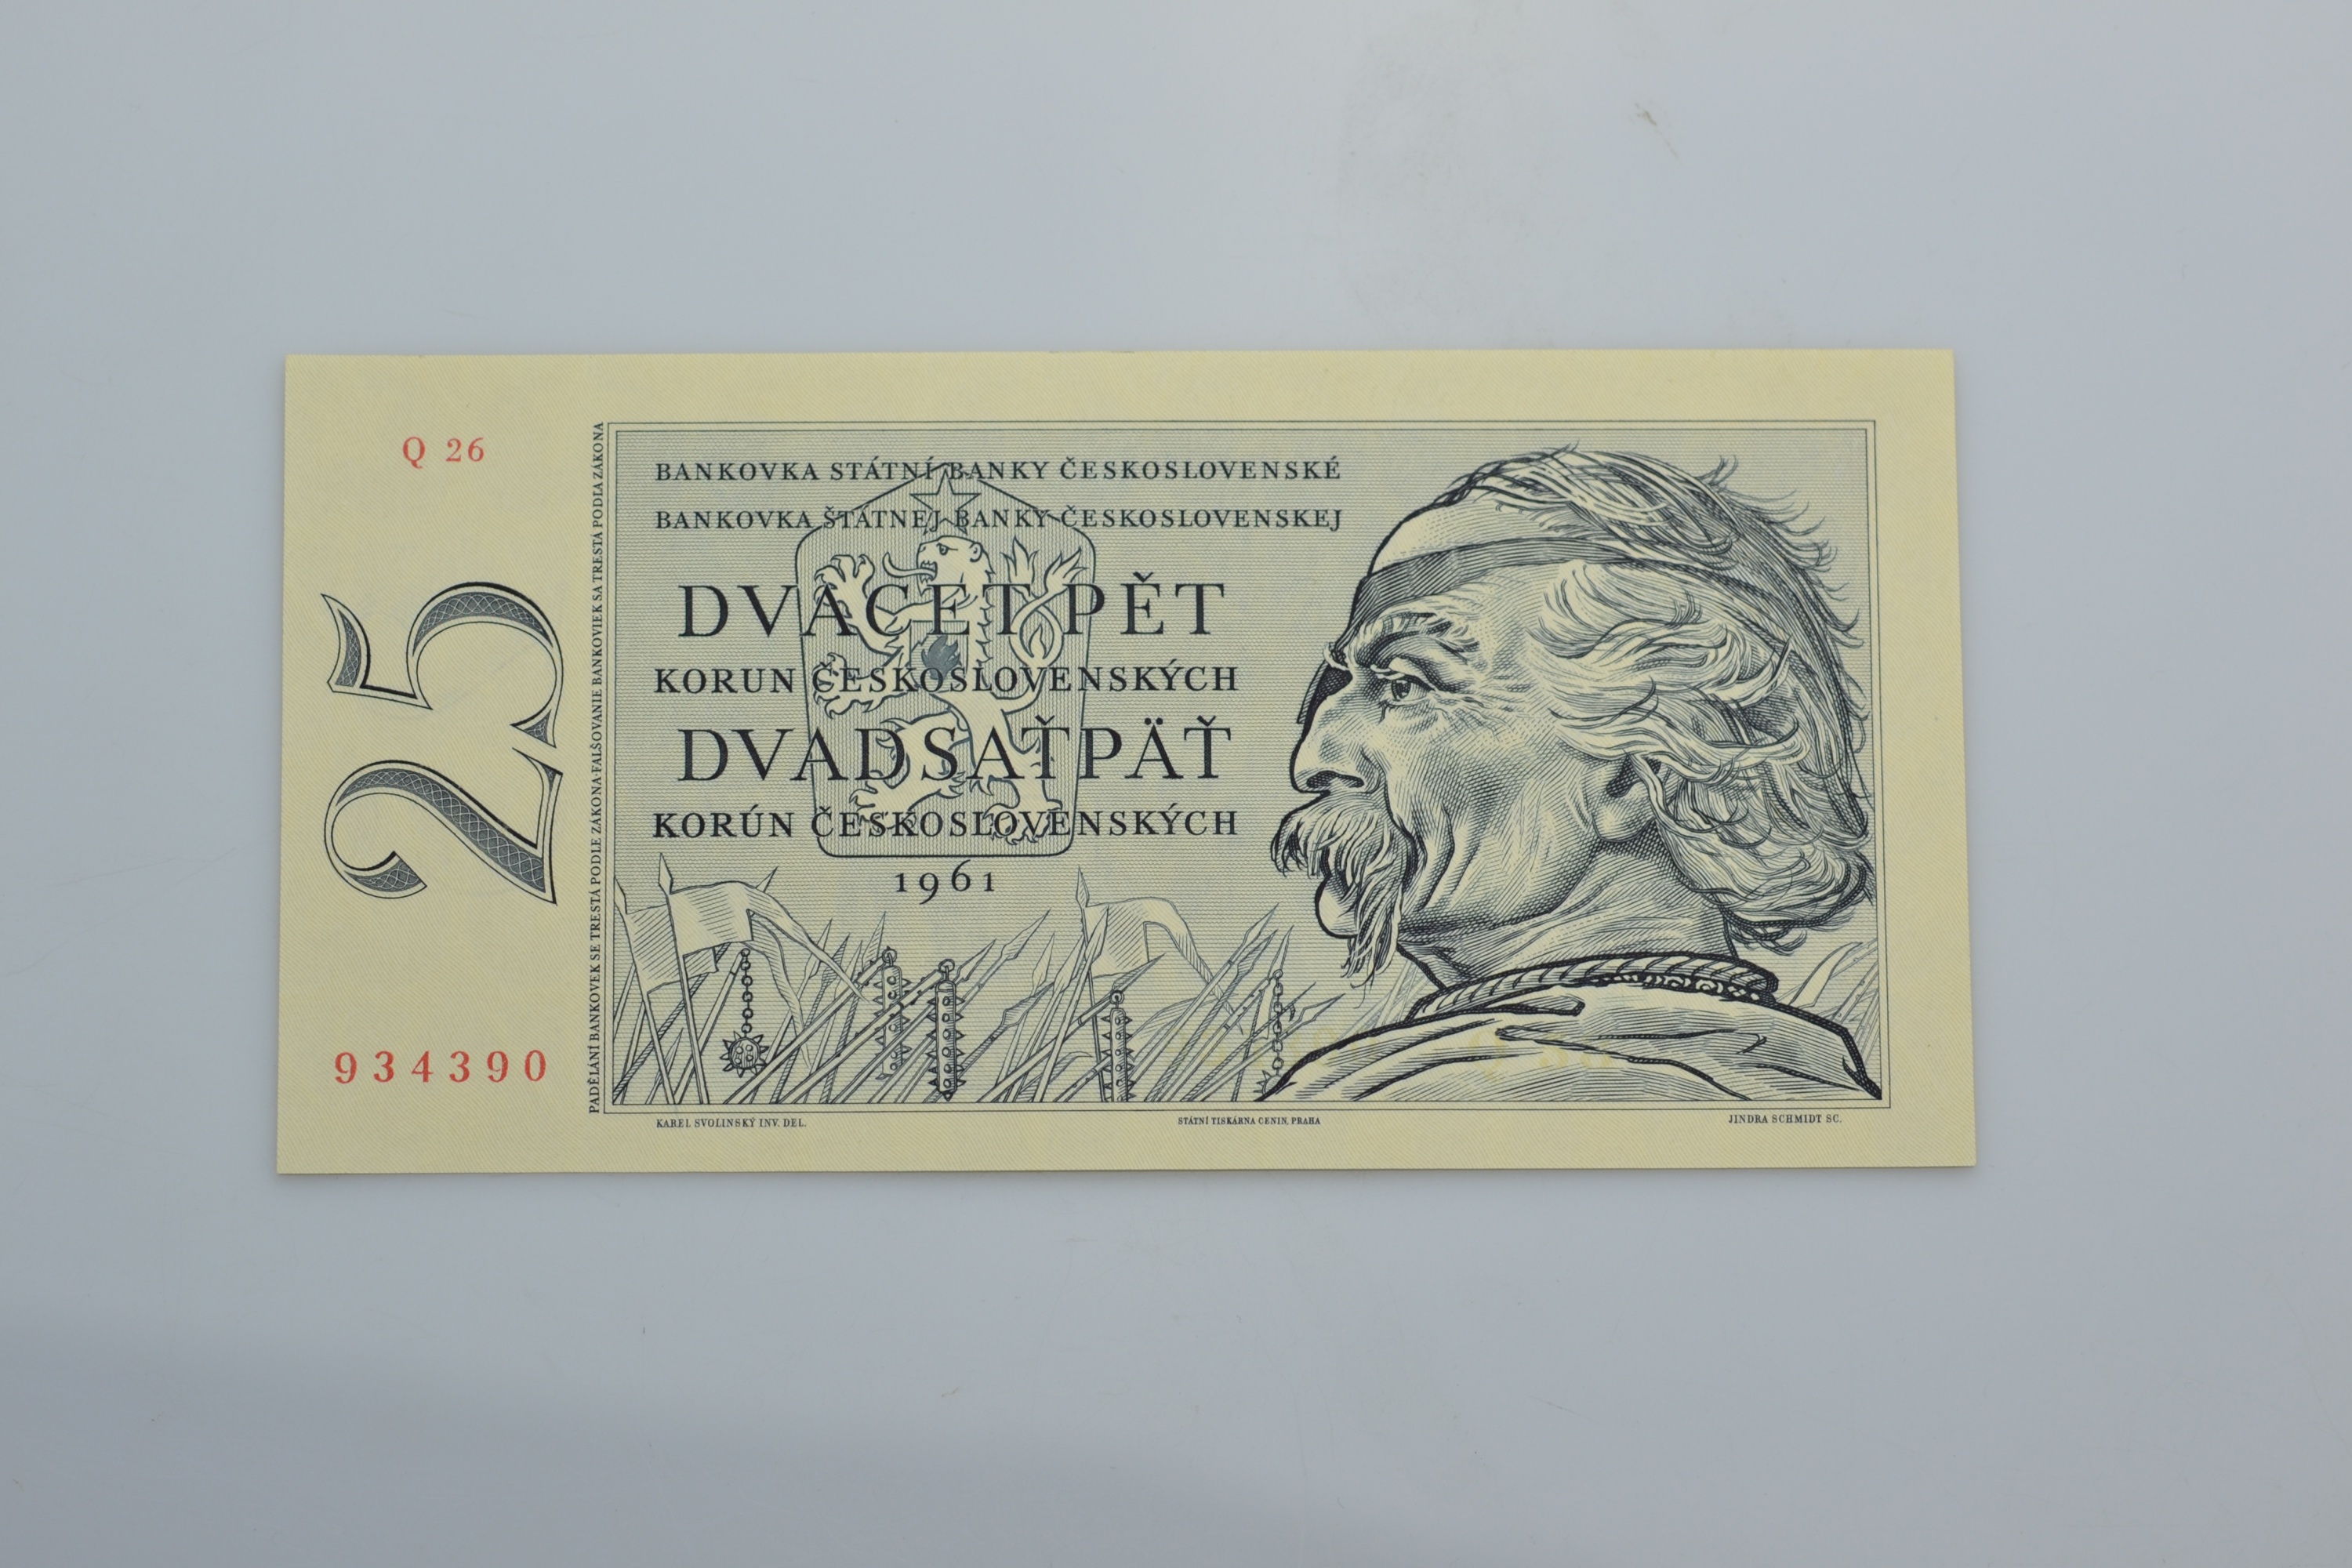 Q 26
25
934390
PADĚLÁNÍ BANKOVEK SE TRESTÁ PODLE ZÁKONA·FALŠOVANIE BANKOVIEK SA TRESTÁ PODĽA ZÁKONA
BANKOVKA STÁTNÍ BANKY ČESKOSLOVENSKÉ
BANKOVKA ŠTÁTNEJ BANKY ČESKOSLOVENSKEJ
DVACET PĚT
KORUN ČESKOSLOVENSKÝCH
DVADSAŤPÄŤ
KORÚN ČESKOSLOVENSKÝCH
1961
KAREL SVOLINSKÝ INV. DEL.
STÁTNÍ TISKÁRNA CENIN, PRAHA
JINDRA SCHMIDT SC.